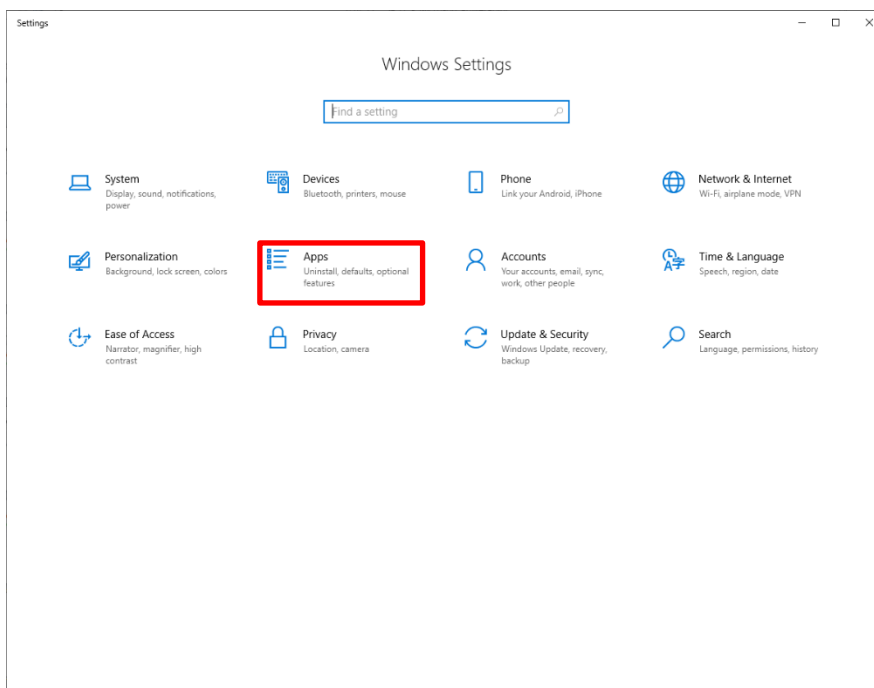 Settings
Windows Settings
Find a setting
System
Display, sound, notifications,
power
Devices
Bluetooth, printers, mouse
Phone
Link your Android, iPhone
Network & Internet
Wi-Fi, airplane mode, VPN
Personalization
Background, lock screen, colors
Apps
Uninstall, defaults, optional
features
Accounts
Your accounts, email, sync,
work, other people
Time & Language
Speech, region, date
Ease of Access
Narrator, magnifier, high
contrast
Privacy
Location, camera
Update & Security
Windows Update, recovery,
backup
Search
Language, permissions, history